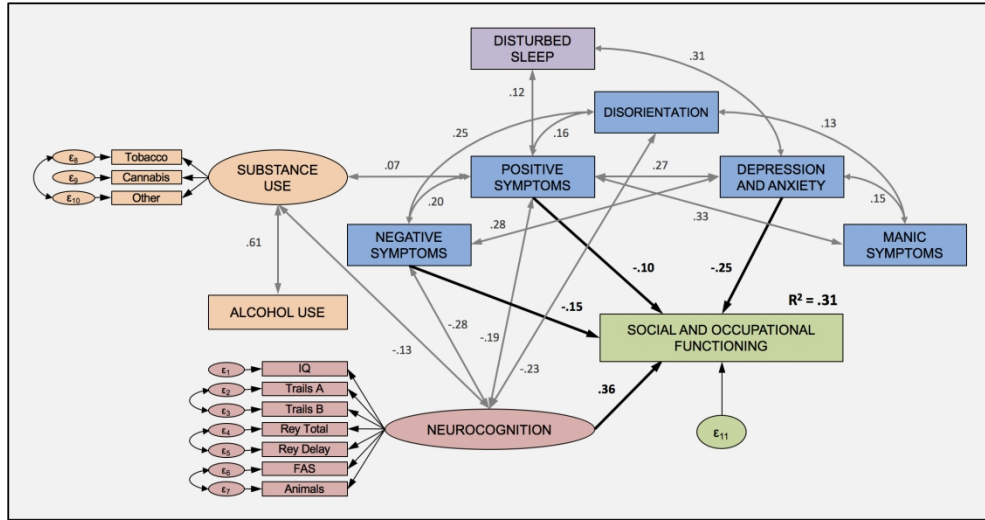 DISTURBED
SLEEP
.31
.12
DISORIENTATION
.25
.16
.13
ε8
Tobacco
ε9
Cannabis
ε10
Other
SUBSTANCE
USE
.07
POSITIVE
SYMPTOMS
.27
DEPRESSION
AND ANXIETY
.20
.15
.28
.33
NEGATIVE
SYMPTOMS
MANIC
SYMPTOMS
.61
-.10
-.25
-.15
R² = .31
ALCOHOL USE
SOCIAL AND OCCUPATIONAL
FUNCTIONING
-.28
-.19
-.13
-.23
ε1
IQ
ε2
Trails A
ε3
Trails B
ε4
Rey Total
ε5
Rey Delay
ε6
FAS
ε7
Animals
.36
NEUROCOGNITION
ε11